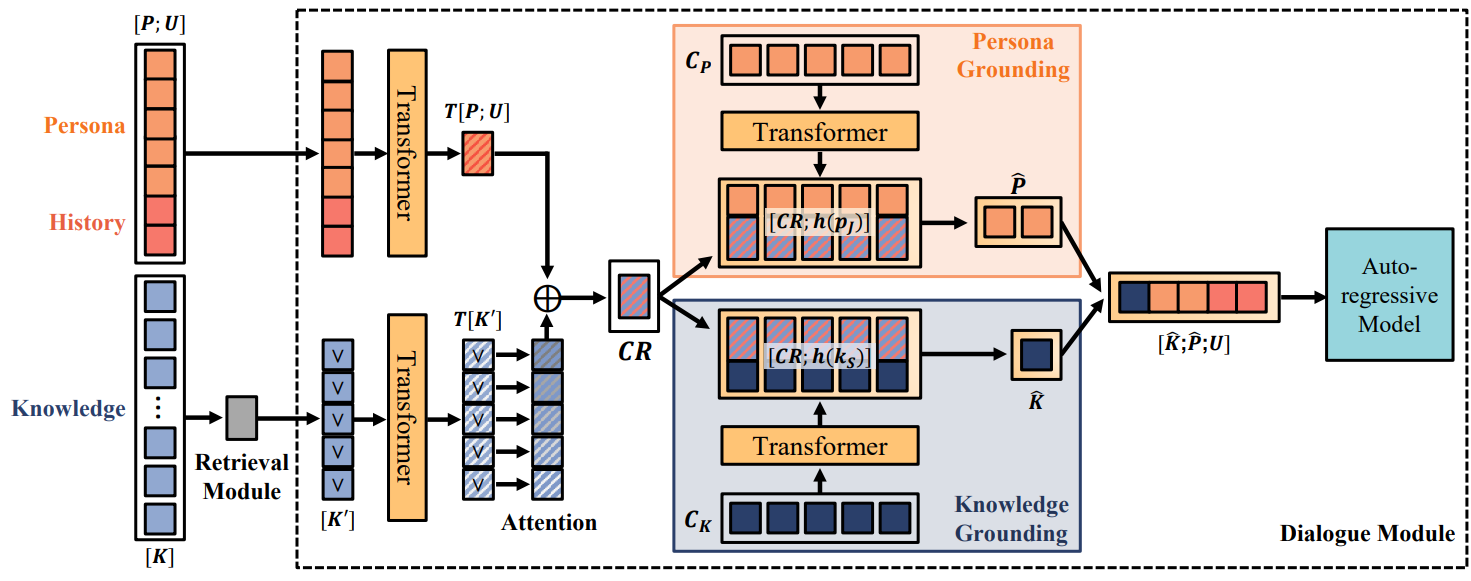 [P; U]
Persona
History
Knowledge
[K]
Retrieval
Module
Transformer
T[P; U]
[K′]
Transformer
T[K′]
∨
∨
∨
∨
∨
∨
∨
∨
∨
∨
Attention
⊕
CR
C_P
Persona
Grounding
Transformer
[CR; h(p_J)]
P̂
[CR; h(k_S)]
K̂
Transformer
C_K
Knowledge
Grounding
[K̂; P̂; U]
Auto-
regressive
Model
Dialogue Module
...